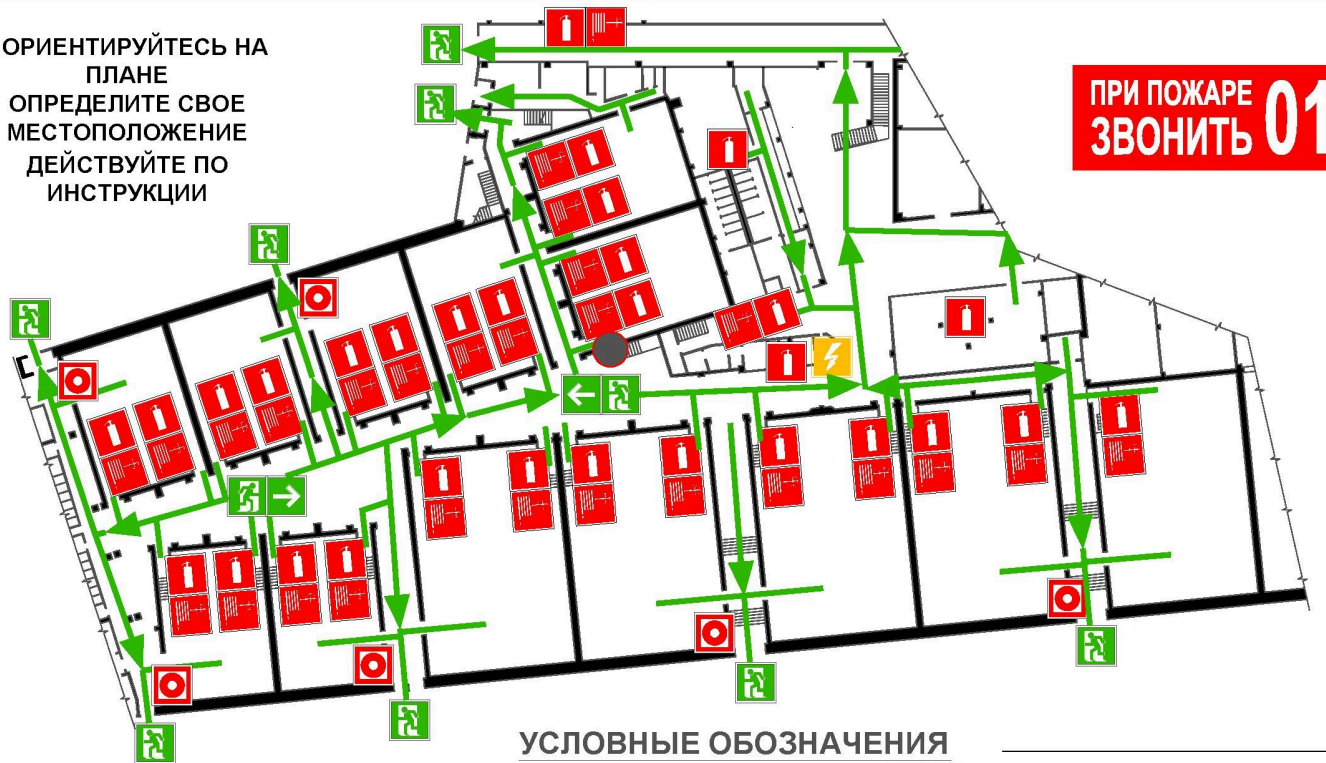 ОРИЕНТИРУЙТЕСЬ НА
ПЛАНЕ
ОПРЕДЕЛИТЕ СВОЕ
МЕСТОПОЛОЖЕНИЕ
ДЕЙСТВУЙТЕ ПО
ИНСТРУКЦИИ
ПРИ ПОЖАРЕ
ЗВОНИТЬ 01
УСЛОВНЫЕ ОБОЗНАЧЕНИЯ